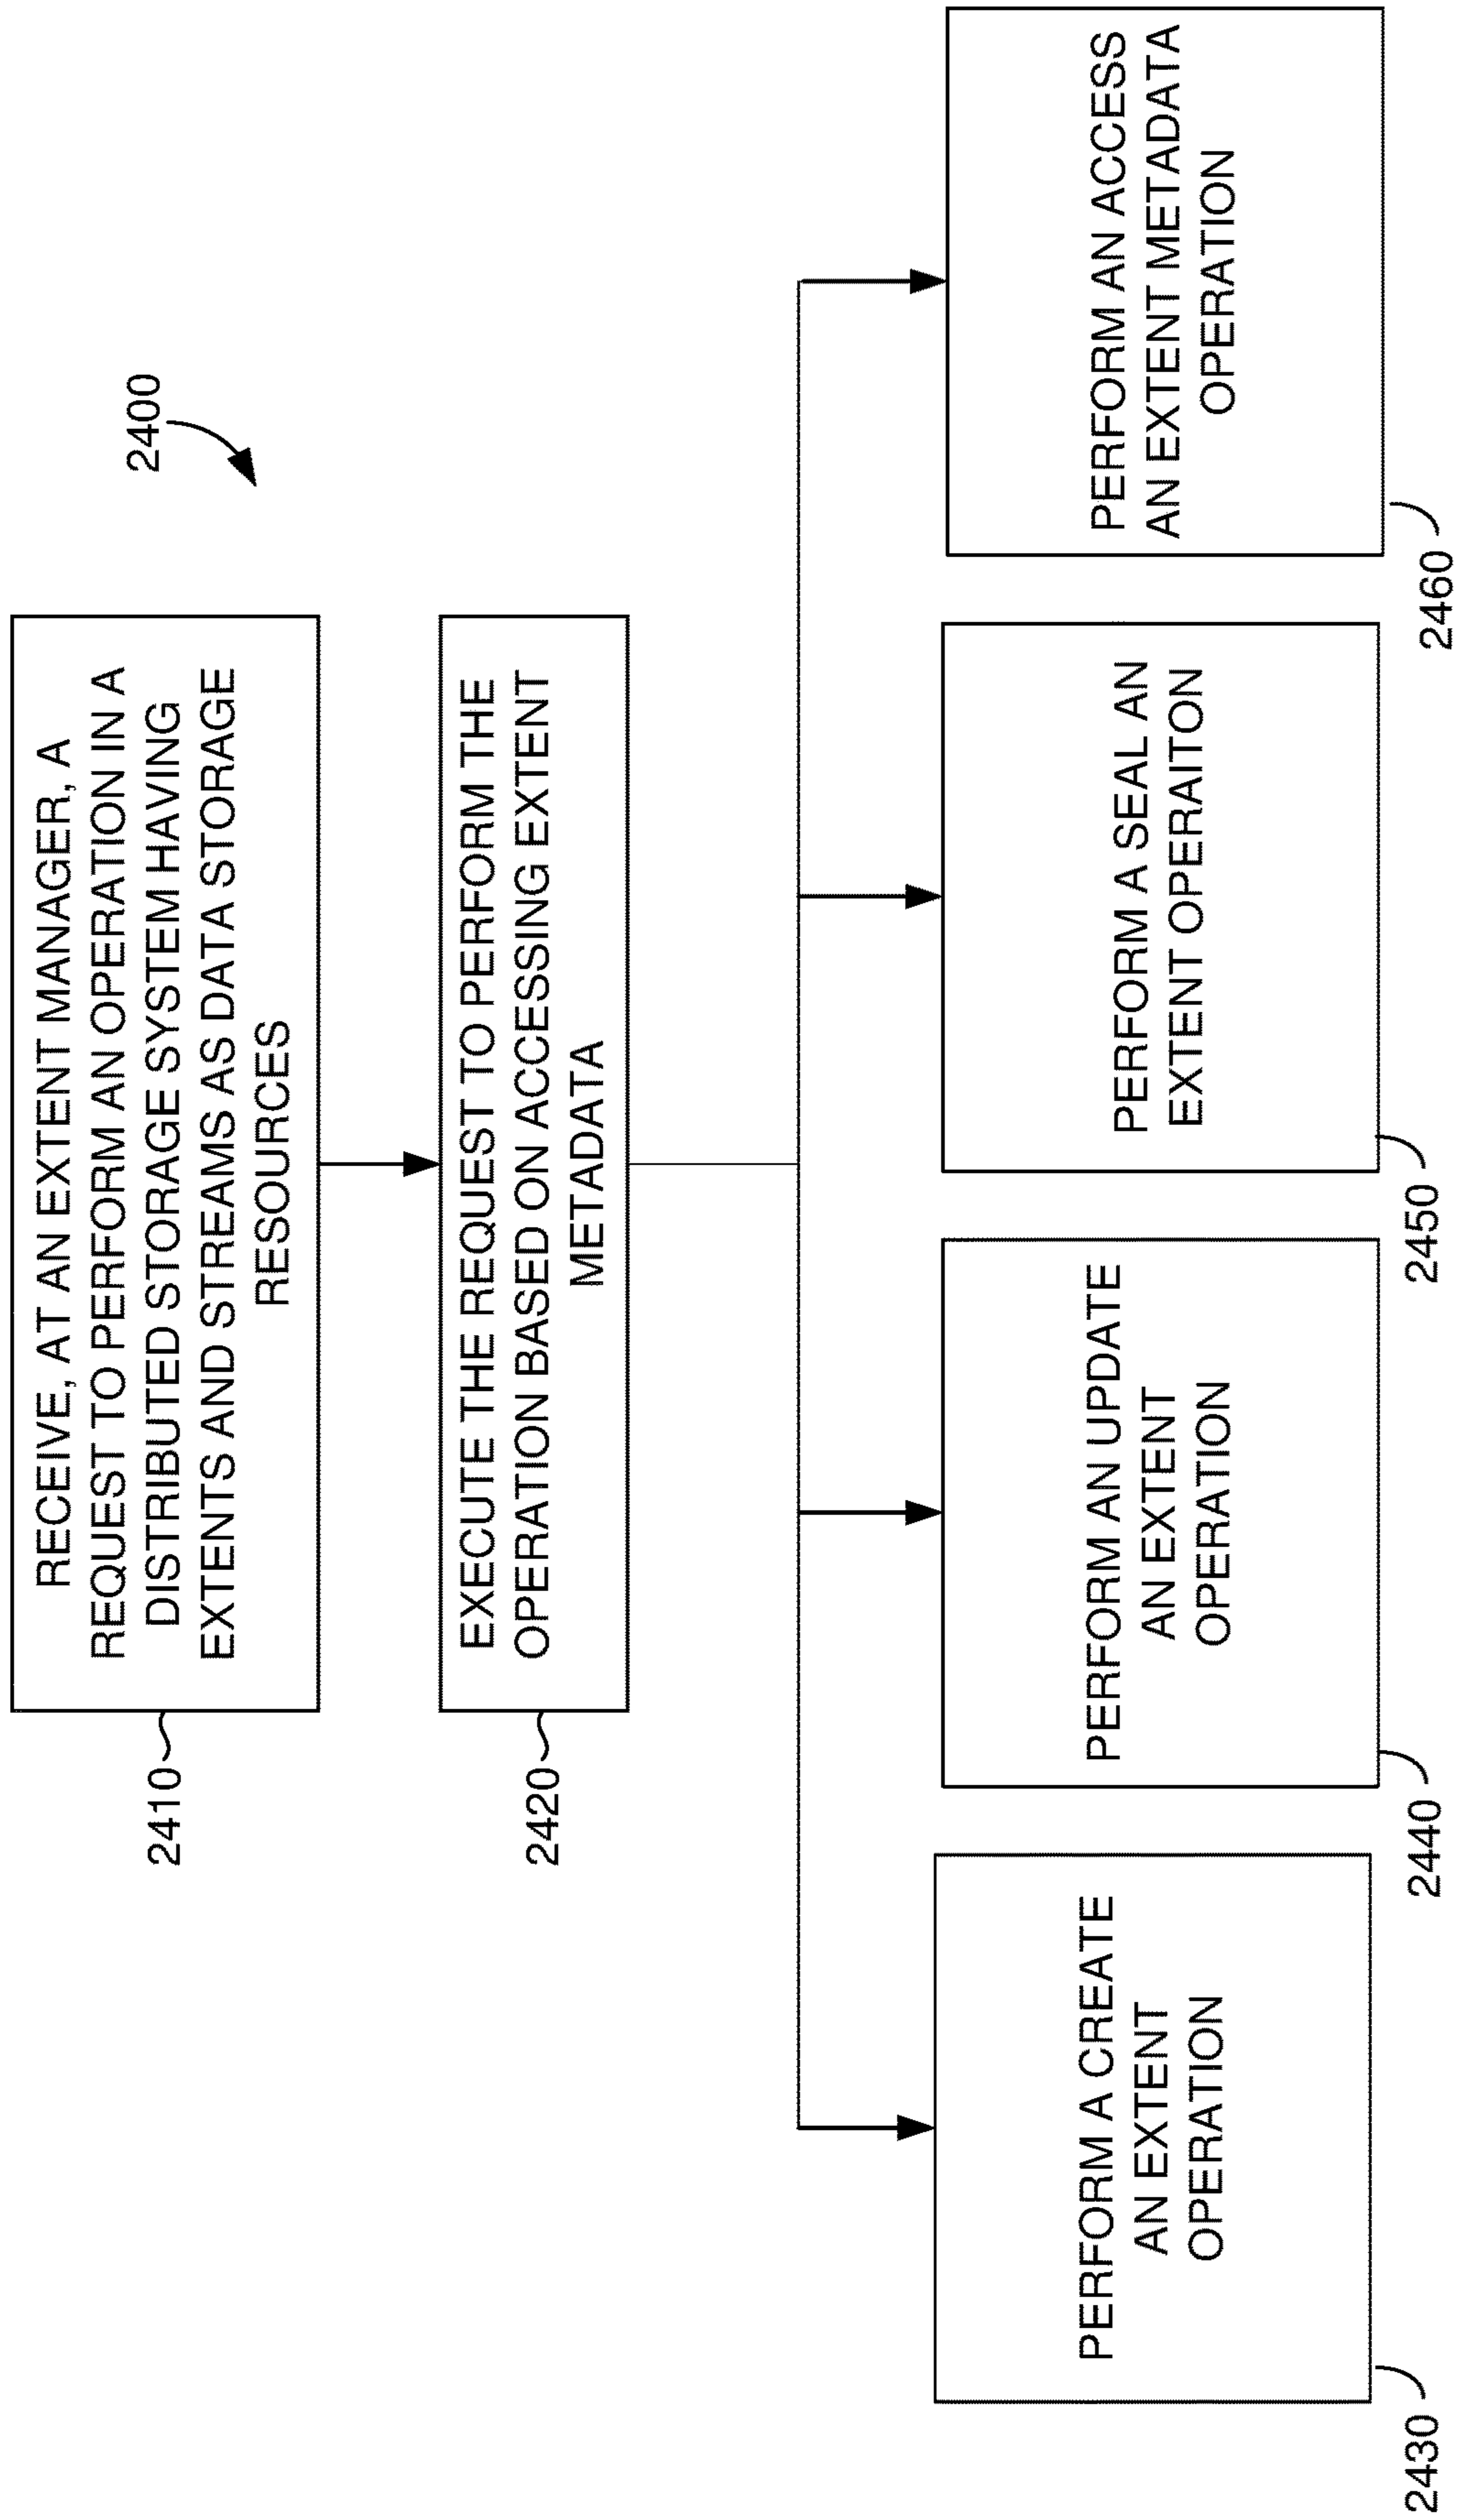 2400
RECEIVE, AT AN EXTENT MANAGER, A
REQUEST TO PERFORM AN OPERATION IN A
DISTRIBUTED STORAGE SYSTEM HAVING
EXTENTS AND STREAMS AS DATA STORAGE
RESOURCES
2410
EXECUTE THE REQUEST TO PERFORM THE
OPERATION BASED ON ACCESSING EXTENT
METADATA
2420
PERFORM A CREATE
AN EXTENT
OPERATION
2430
PERFORM AN UPDATE
AN EXTENT
OPERATION
2440
PERFORM A SEAL AN
EXTENT OPERAITON
2450
PERFORM AN ACCESS
AN EXTENT METADATA
OPERATION
2460